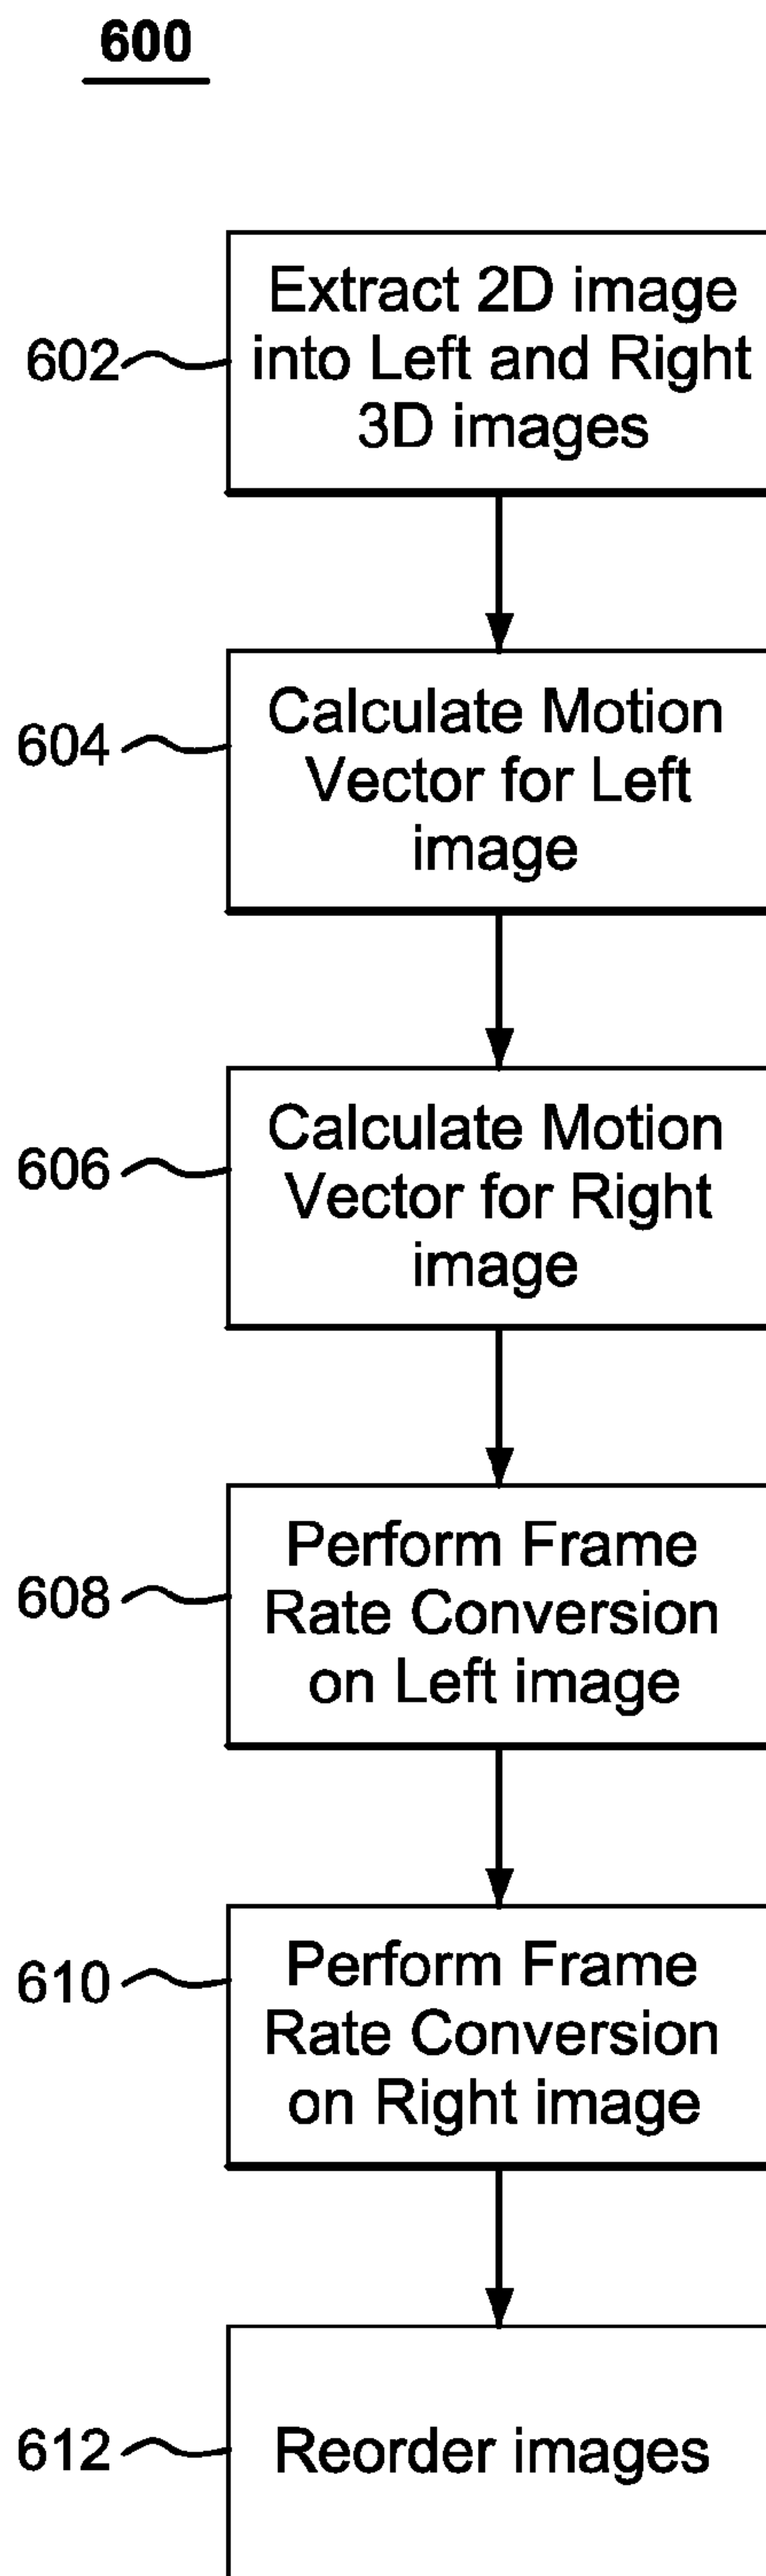 600
602
Extract 2D image
into Left and Right
3D images
604
Calculate Motion
Vector for Left
image
606
Calculate Motion
Vector for Right
image
608
Perform Frame
Rate Conversion
on Left image
610
Perform Frame
Rate Conversion
on Right image
612
Reorder images